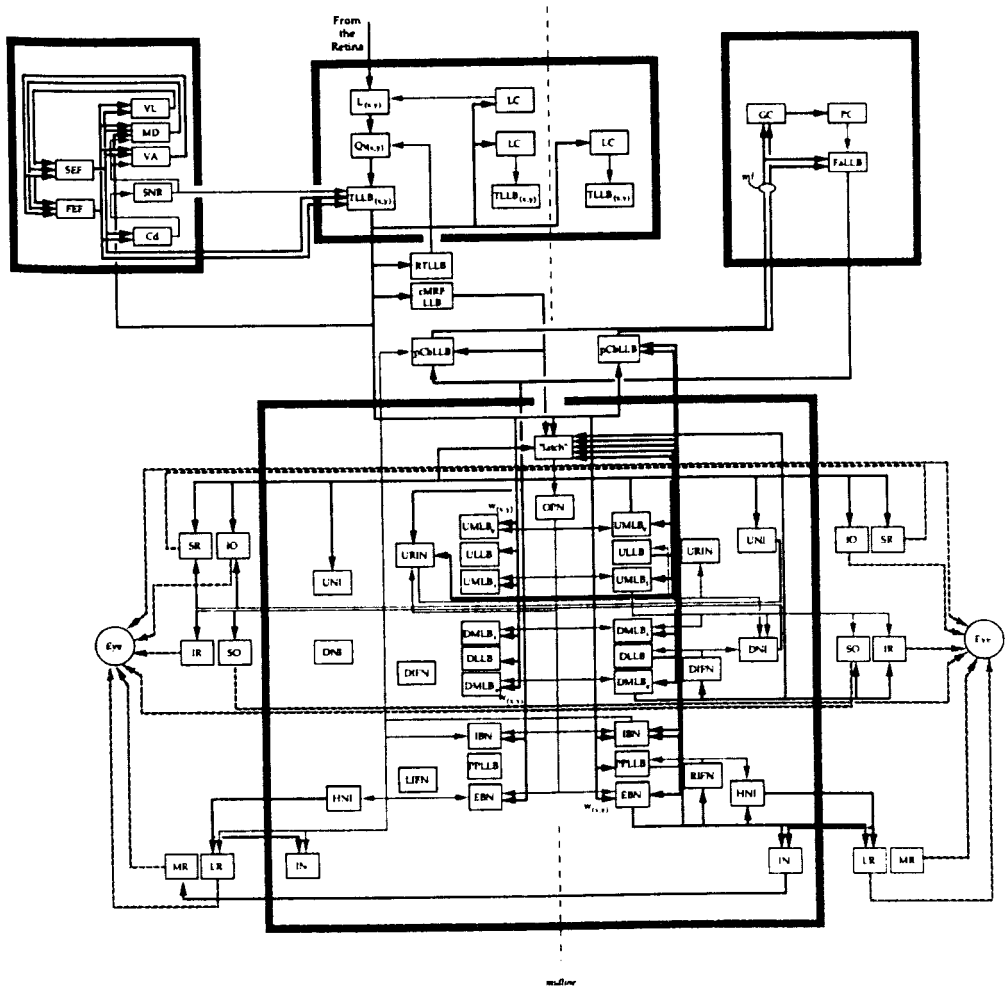 From
the
Retina
L(x,y)
LC
GC
PC
VL
MD
VA
Qv(x,y)
LC
LC
SEF
FaLLB
mf
SNR
TLLB(x,y)
TLLB(x,y)
TLLB(x,y)
FEF
Cd
RTLLB
cMRF
LLB
pCbLLB
pCbLLB
"latch"
OPN
w(x,y)
SR
IO
URIN
UMLB
UMLB
URIN
UNI
IO
SR
ULLB
ULLB
UNI
UMLB
UMLB
Eye
IR
SO
DNI
DMLB
DMLB
DNI
SO
IR
Eye
DLLB
DLLB
DIFN
DIFN
DMLB
DMLB
w(x,y)
IBN
IBN
PPLLB
PPLLB
LIFN
RIFN
HNI
EBN
EBN
HNI
w(x,y)
MR
LR
IN
IN
LR
MR
midline